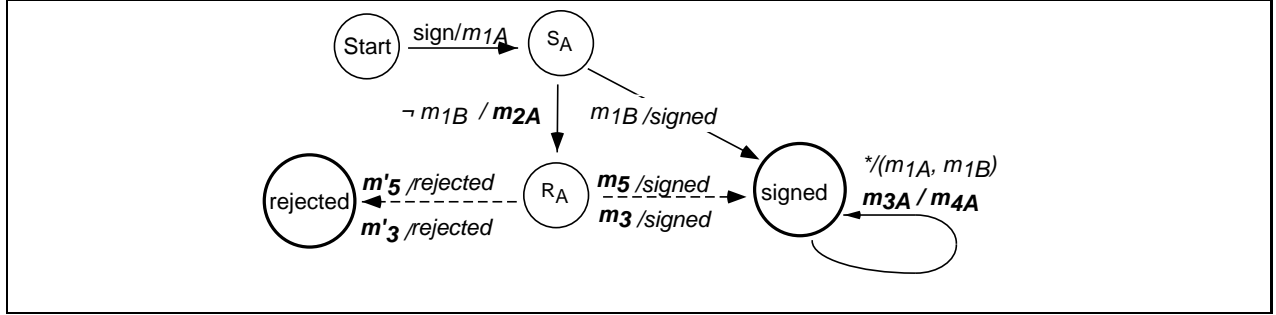 Start
sign/m1A
SA
¬ m1B / m2A
m1B /signed
*/(m1A, m1B)
m3A / m4A
rejected
m'5 /rejected
m'3 /rejected
RA
m5 /signed
m3 /signed
signed